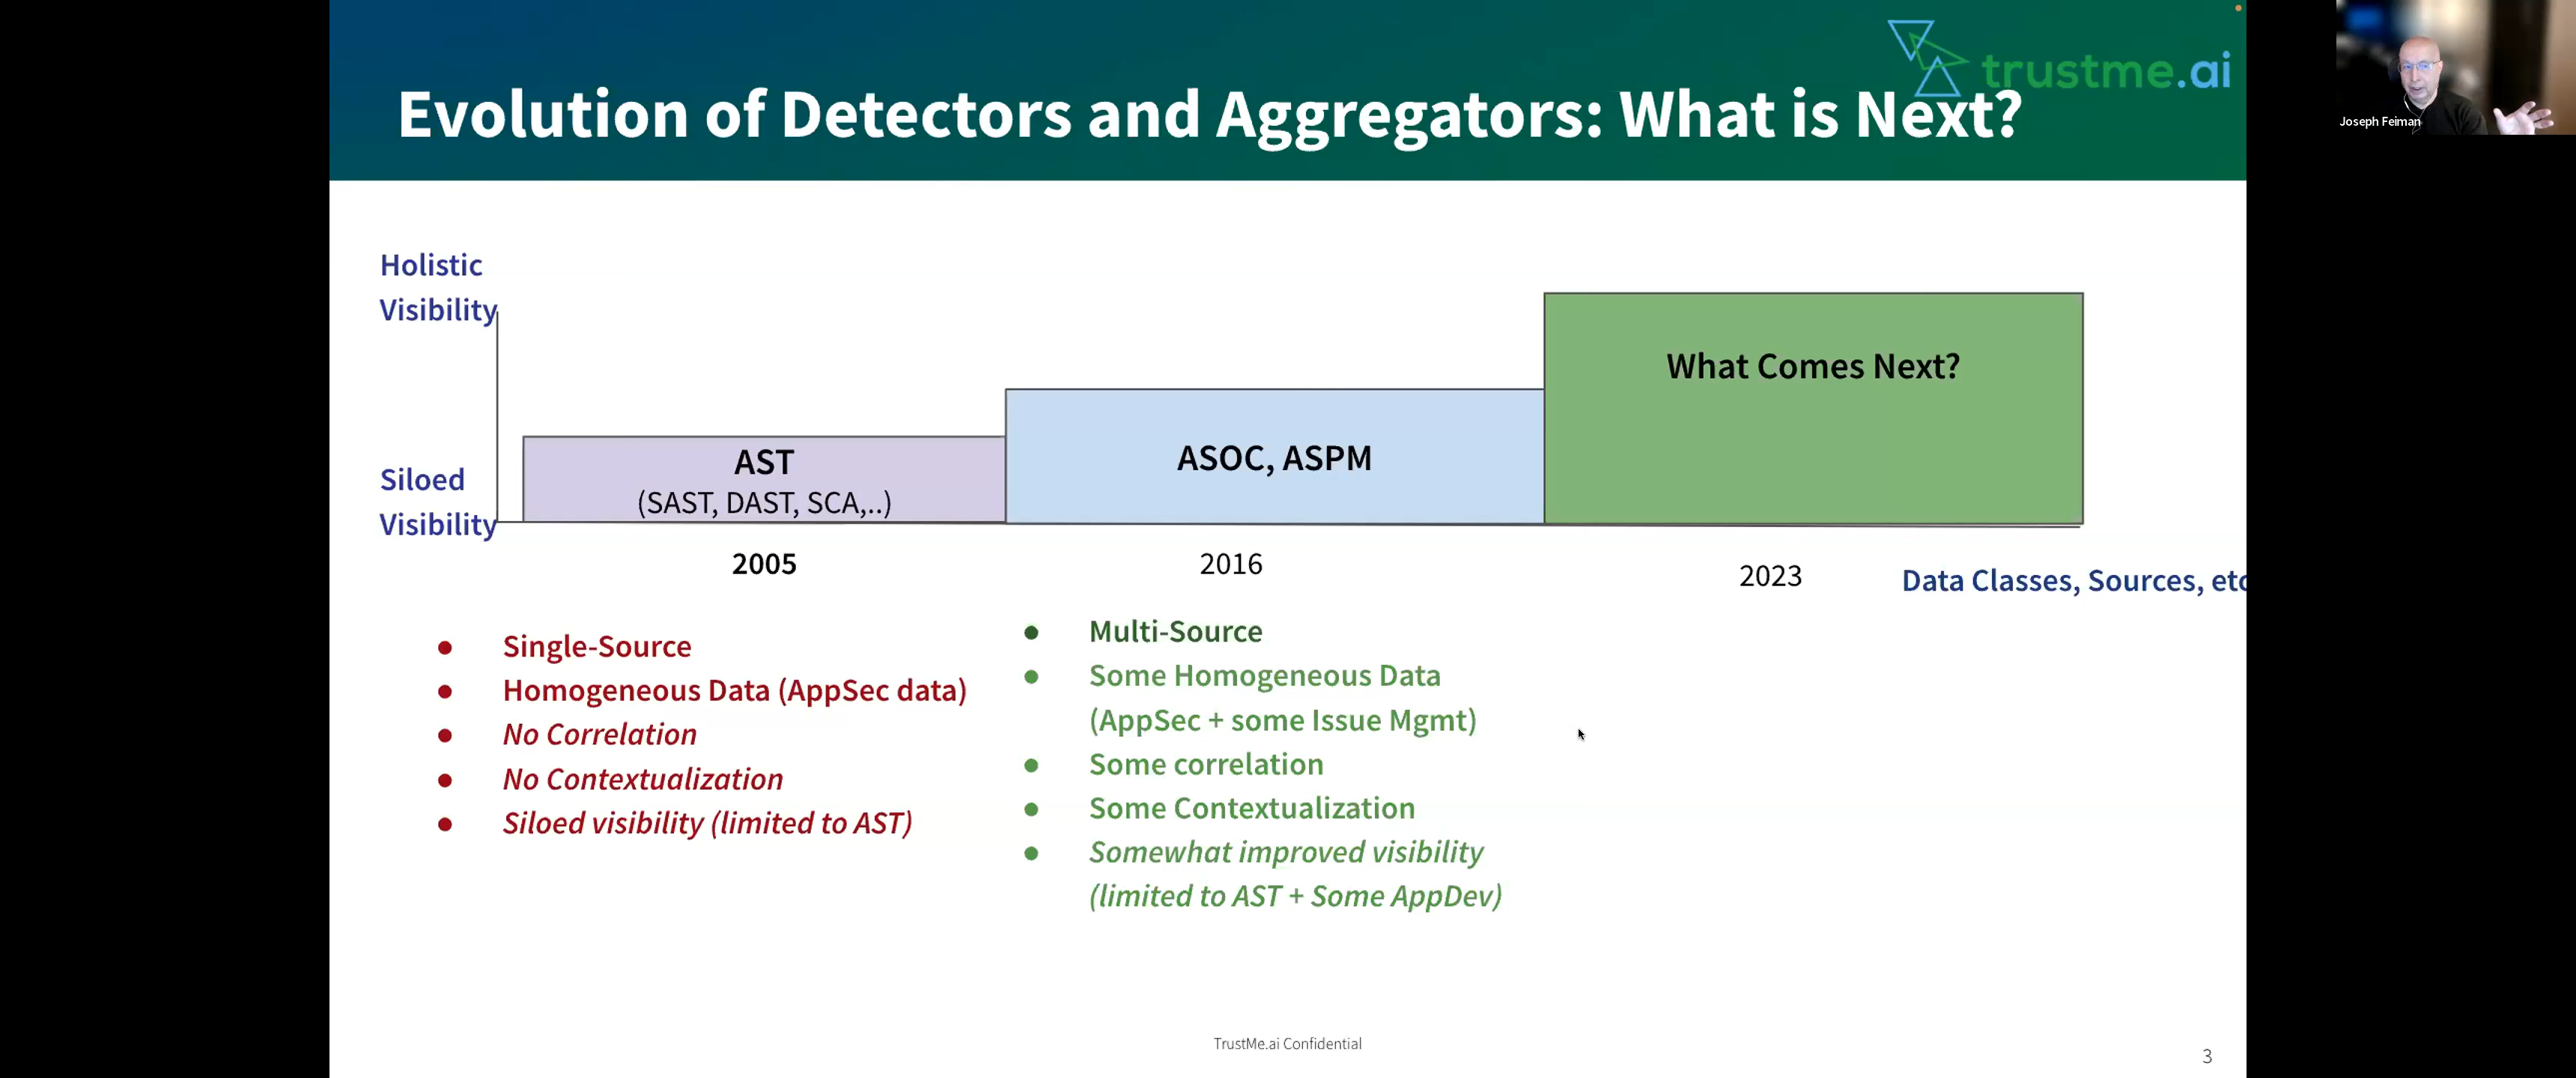 trustme.ai
Evolution of Detectors and Aggregators: What is Next?
Joseph Feiman
Holistic
Visibility
What Comes Next?
ASOC, ASPM
AST
(SAST, DAST, SCA,..)
Siloed
Visibility
2005
2016
2023
Data Classes, Sources, etc
● Single-Source
● Homogeneous Data (AppSec data)
● No Correlation
● No Contextualization
● Siloed visibility (limited to AST)
● Multi-Source
● Some Homogeneous Data
(AppSec + some Issue Mgmt)
● Some correlation
● Some Contextualization
● Somewhat improved visibility
(limited to AST + Some AppDev)
TrustMe.ai Confidential
3